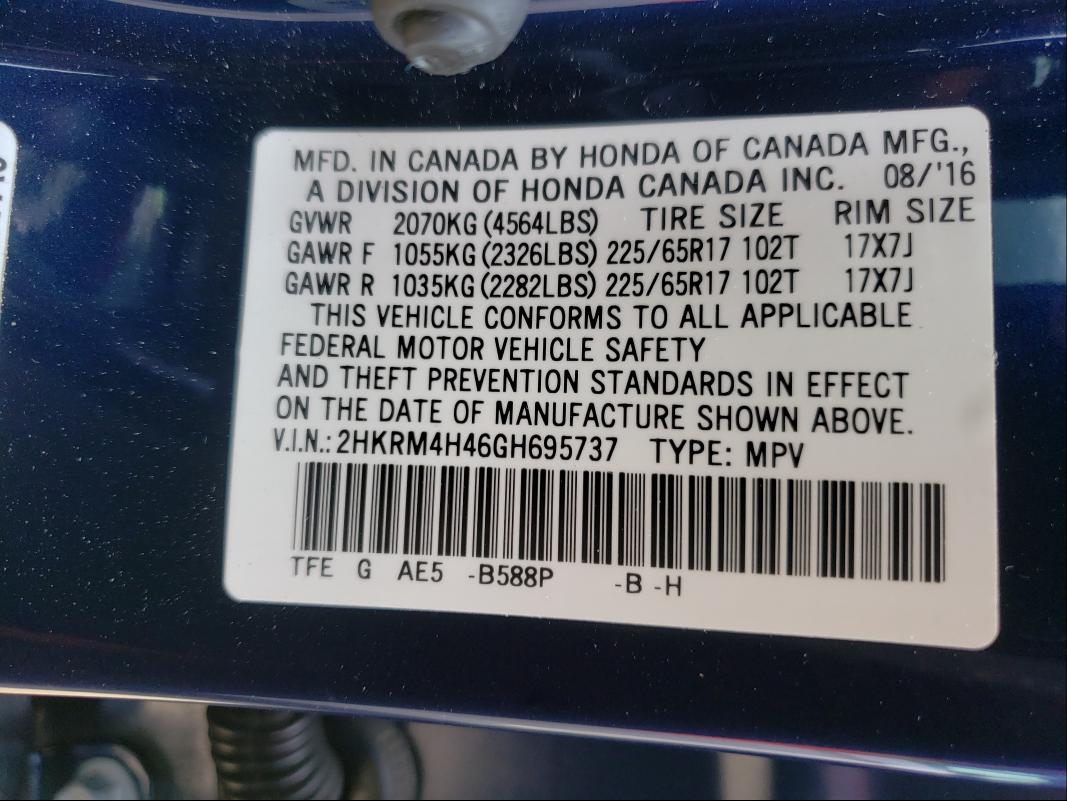 MFD. IN CANADA BY HONDA OF CANADA MFG.,
A DIVISION OF HONDA CANADA INC. 08/'16
GVWR 2070KG (4564LBS) TIRE SIZE RIM SIZE
GAWR F 1055KG (2326LBS) 225/65R17 102T 17X7J
GAWR R 1035KG (2282LBS) 225/65R17 102T 17X7J
THIS VEHICLE CONFORMS TO ALL APPLICABLE
FEDERAL MOTOR VEHICLE SAFETY
AND THEFT PREVENTION STANDARDS IN EFFECT
ON THE DATE OF MANUFACTURE SHOWN ABOVE.
V.I.N.: 2HKRM4H46GH695737 TYPE: MPV
TFE G AE5 -B588P -B -H